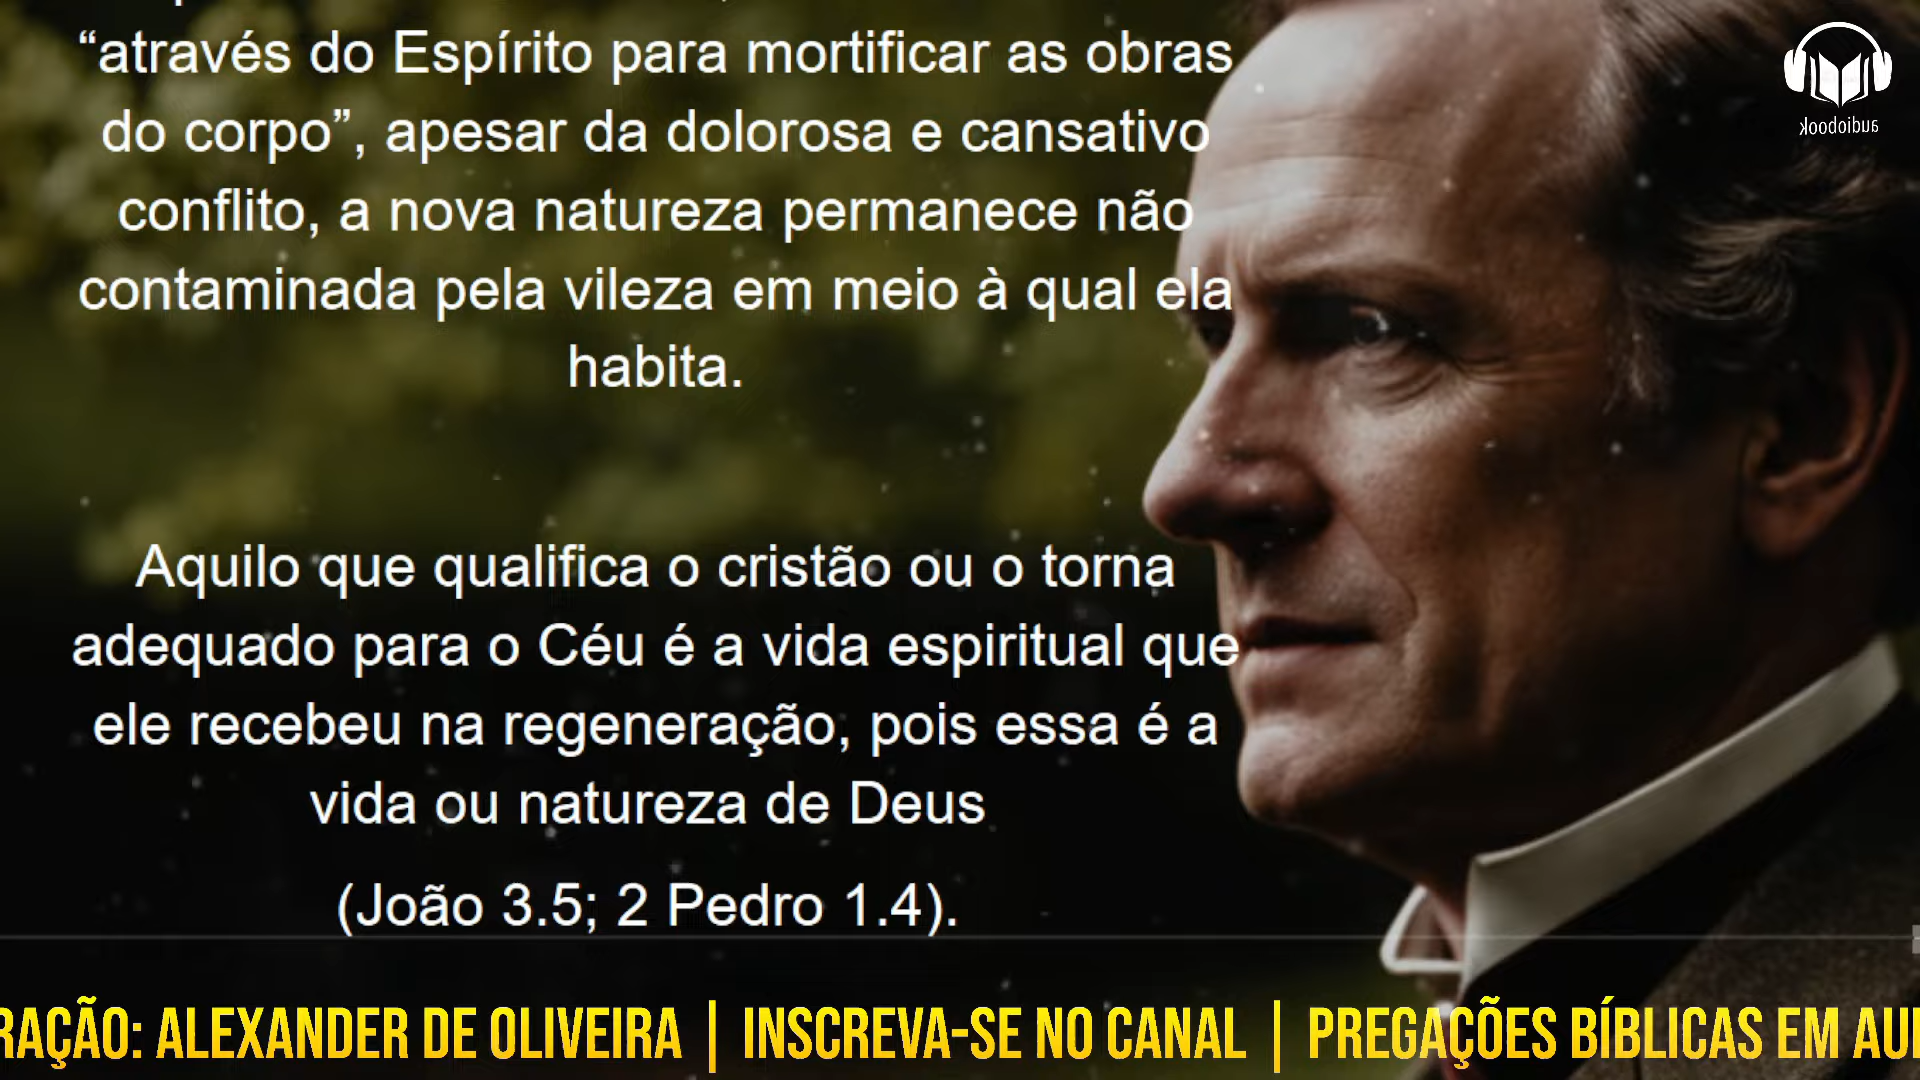 “através do Espírito para mortificar as obras
do corpo”, apesar da dolorosa e cansativo
conflito, a nova natureza permanece não
contaminada pela vileza em meio à qual ela
habita.
Aquilo que qualifica o cristão ou o torna
adequado para o Céu é a vida espiritual que
ele recebeu na regeneração, pois essa é a
vida ou natureza de Deus
(João 3.5; 2 Pedro 1.4).
audiobook
RAÇÃO: ALEXANDER DE OLIVEIRA | INSCREVA-SE NO CANAL | PREGAÇÕES BÍBLICAS EM AU